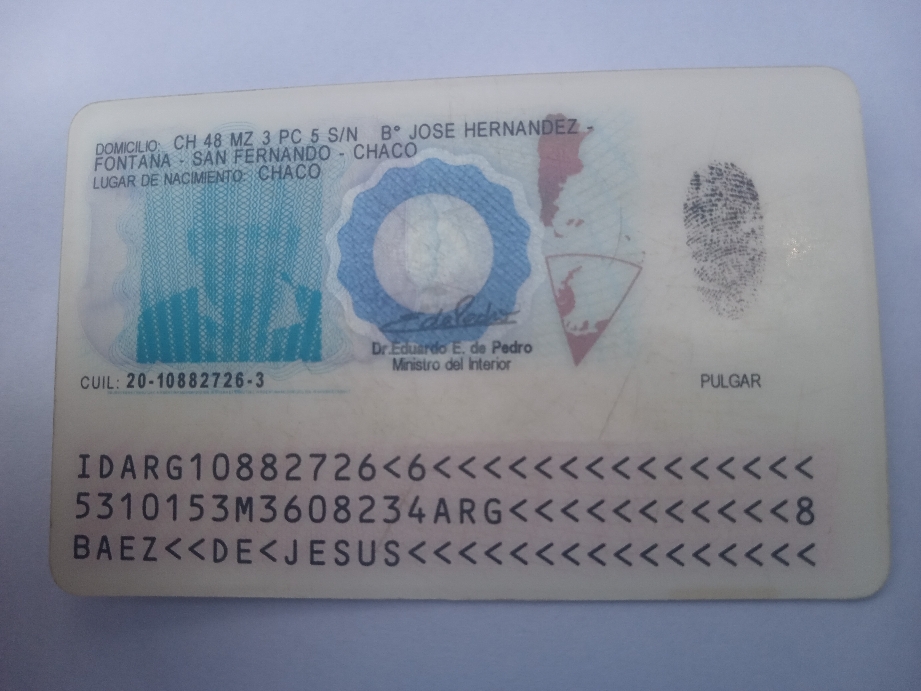 DOMICILIO: CH 48 MZ 3 PC 5 S/N B° JOSE HERNANDEZ -
FONTANA - SAN FERNANDO - CHACO
LUGAR DE NACIMIENTO: CHACO
Dr.Eduardo E. de Pedro
Ministro del Interior
CUIL: 20-10882726-3
PULGAR
IDARG10882726<6<<<<<<<<<<<<<<<
5310153M3608234ARG<<<<<<<<<<<8
BAEZ<<DE<JESUS<<<<<<<<<<<<<<<<